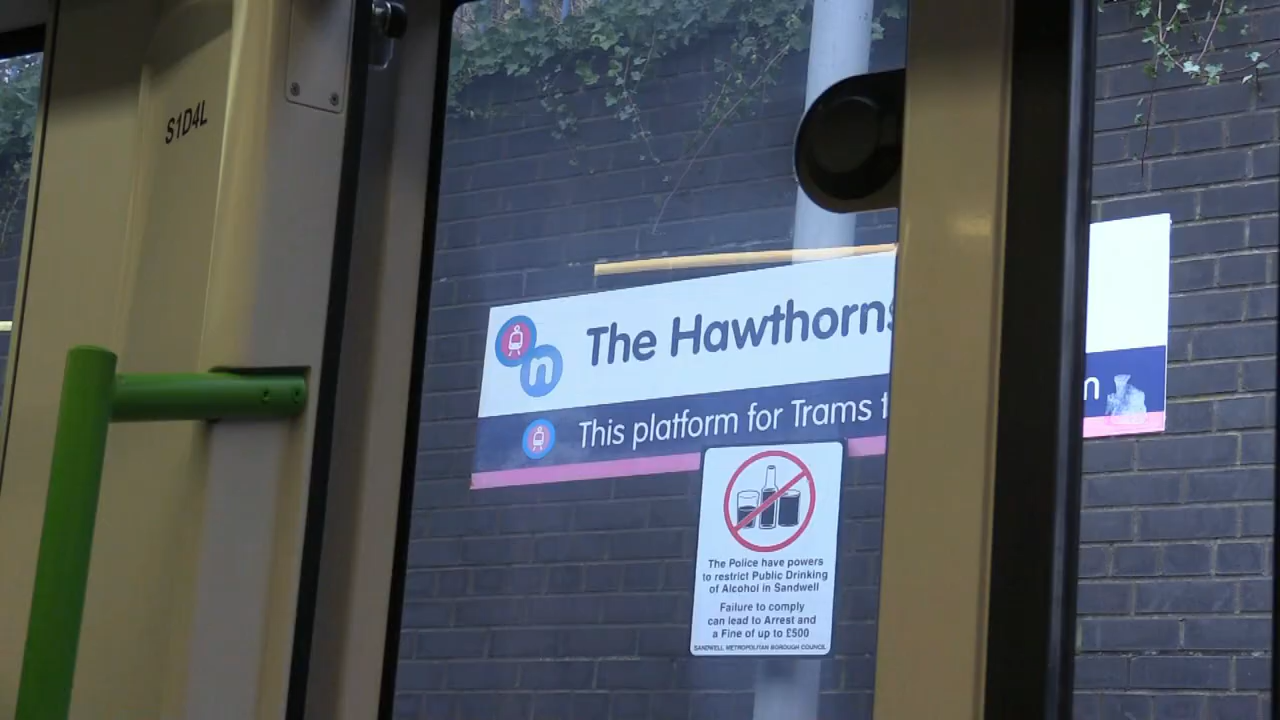 S1D4L
The Hawthorns
n
This platform for Trams t
n
The Police have powers
to restrict Public Drinking
of Alcohol in Sandwell
Failure to comply
can lead to Arrest and
a Fine of up to £500
SANDWELL METROPOLITAN BOROUGH COUNCIL